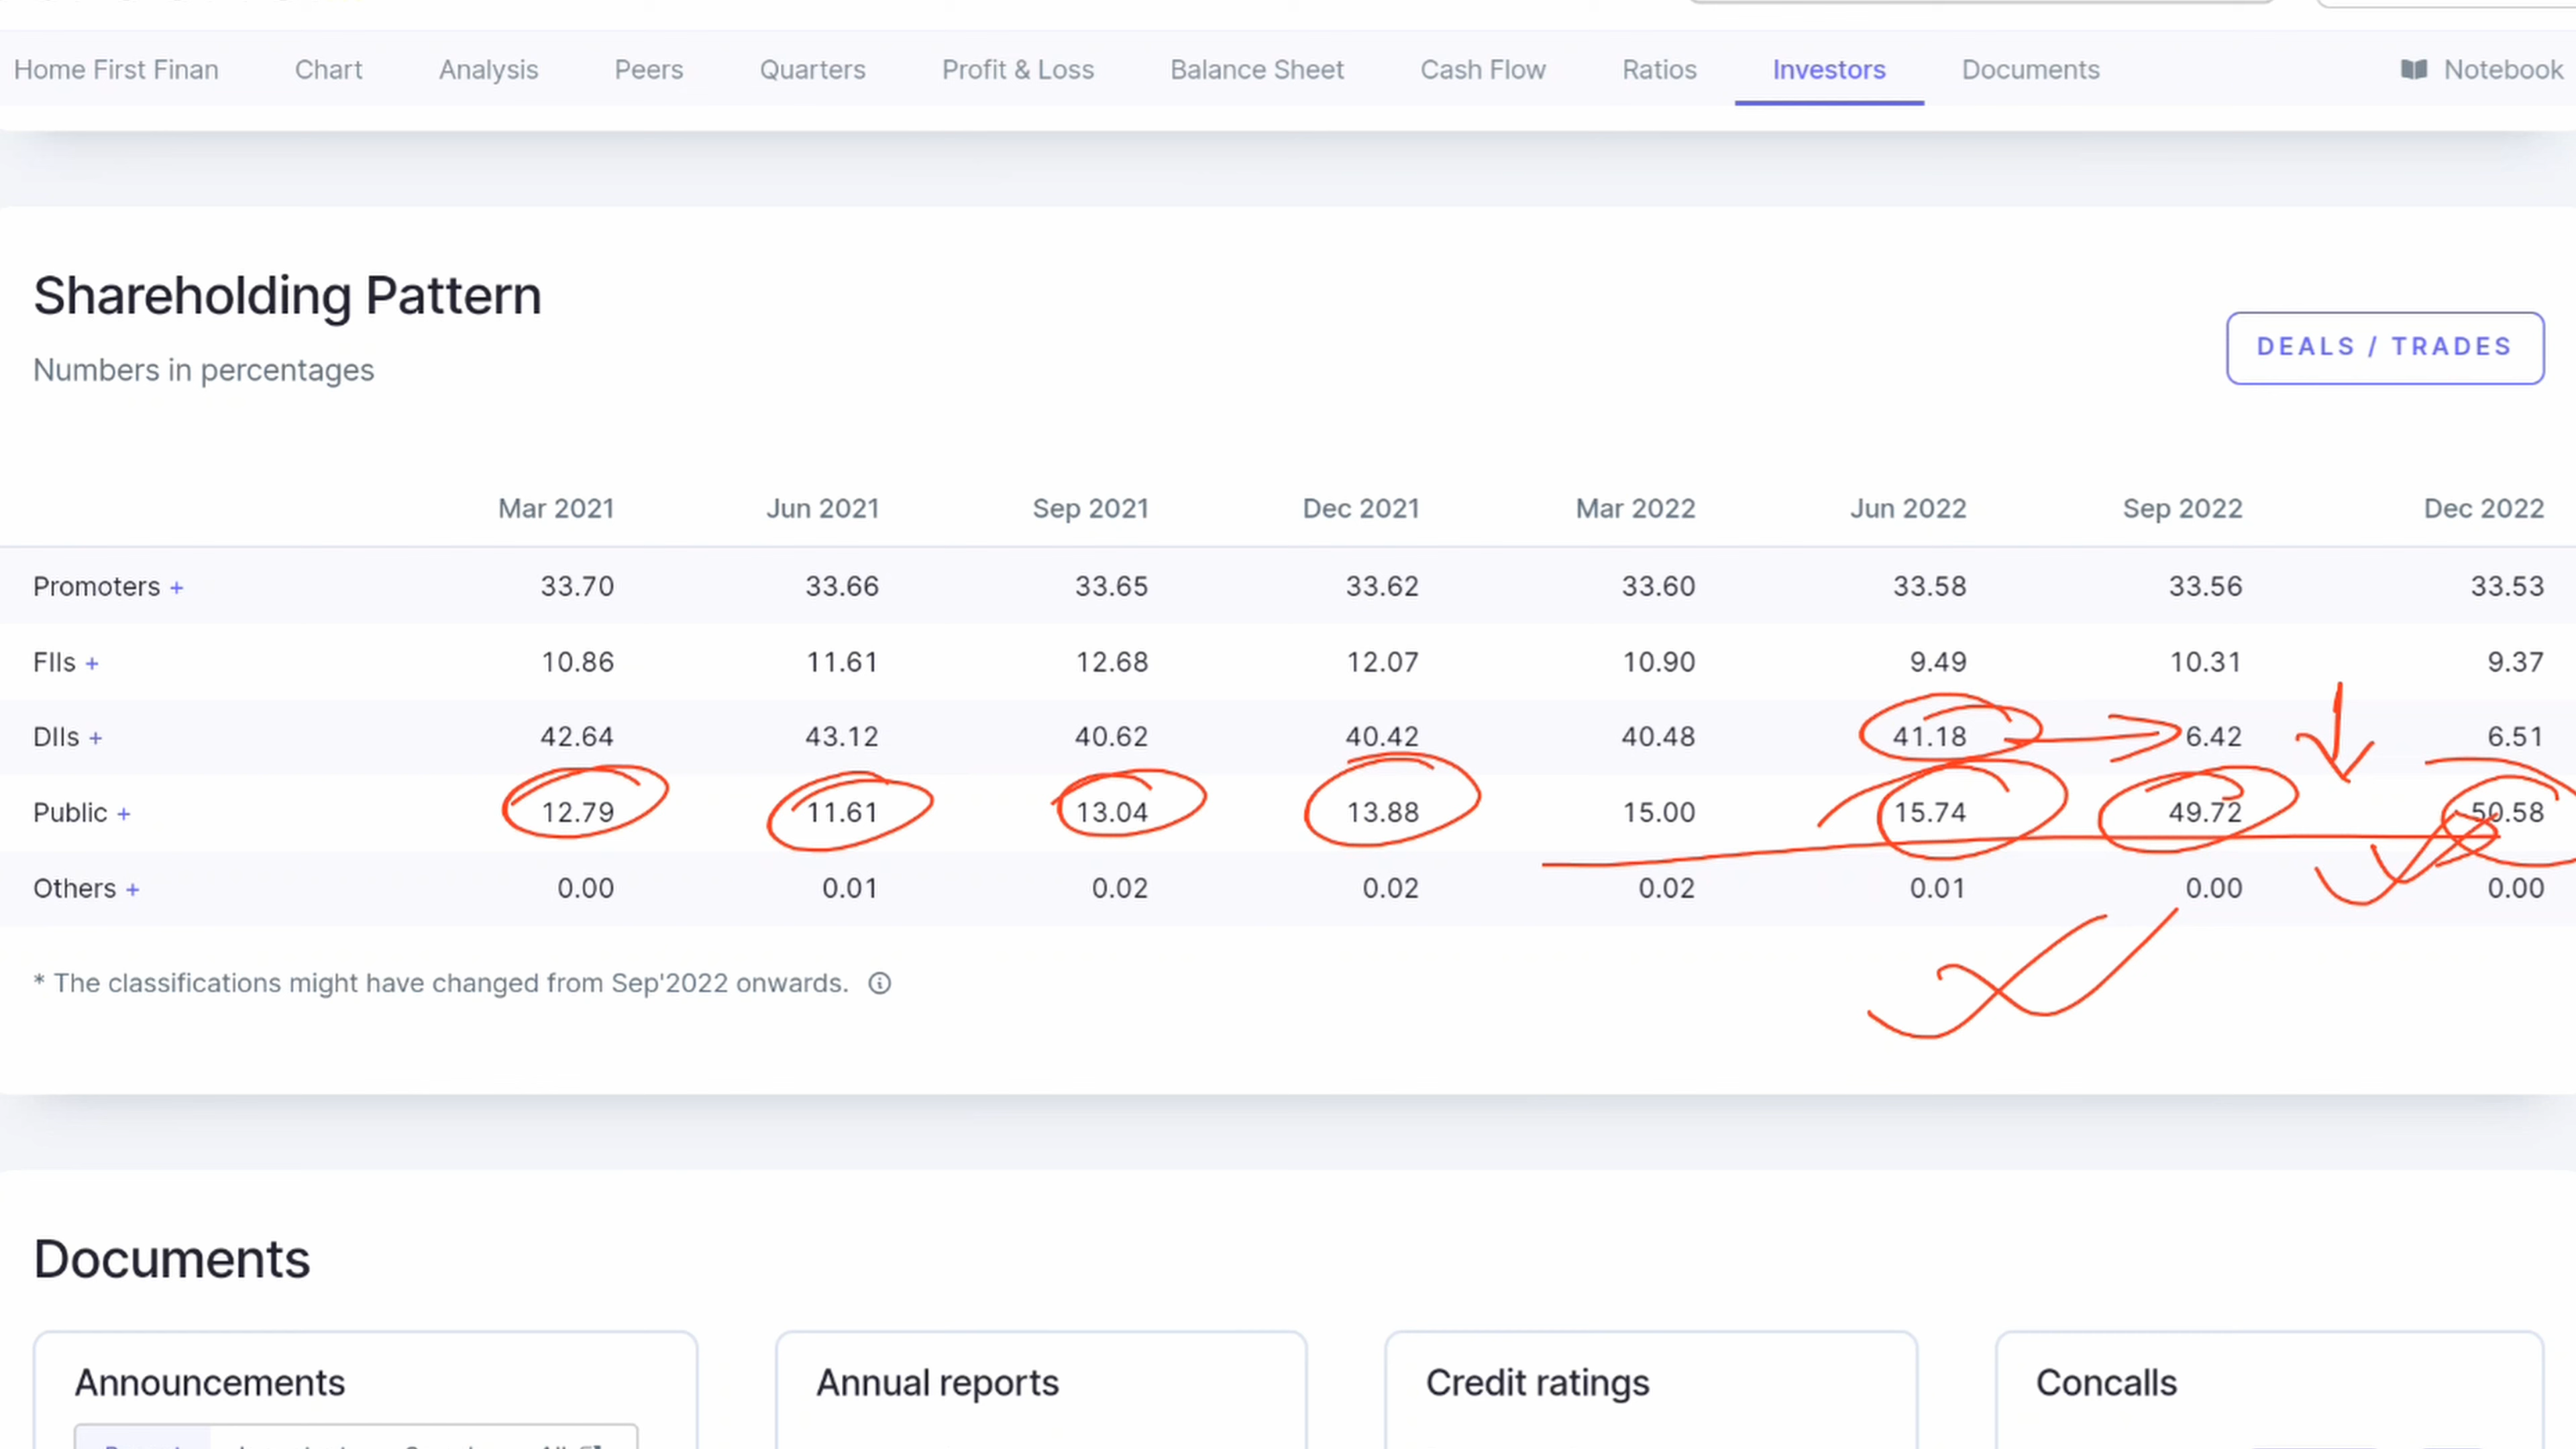 Home First Finan Chart Analysis Peers Quarters Profit & Loss Balance Sheet Cash Flow Ratios Investors Documents Notebook
Shareholding Pattern
Numbers in percentages
DEALS / TRADES
Mar 2021 Jun 2021 Sep 2021 Dec 2021 Mar 2022 Jun 2022 Sep 2022 Dec 2022
Promoters + 33.70 33.66 33.65 33.62 33.60 33.58 33.56 33.53
FIIs + 10.86 11.61 12.68 12.07 10.90 9.49 10.31 9.37
DIIs + 42.64 43.12 40.62 40.42 40.48 41.18 6.42 6.51
Public + 12.79 11.61 13.04 13.88 15.00 15.74 49.72 50.58
Others + 0.00 0.01 0.02 0.02 0.02 0.01 0.00 0.00
* The classifications might have changed from Sep'2022 onwards.
Documents
Announcements Annual reports Credit ratings Concalls